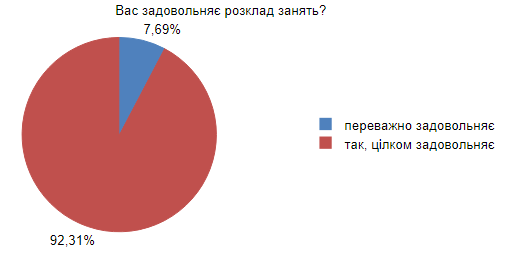 Вас задовольняє розклад занять?
7,69%
переважно задовольняє
так, цілком задовольняє
92,31%